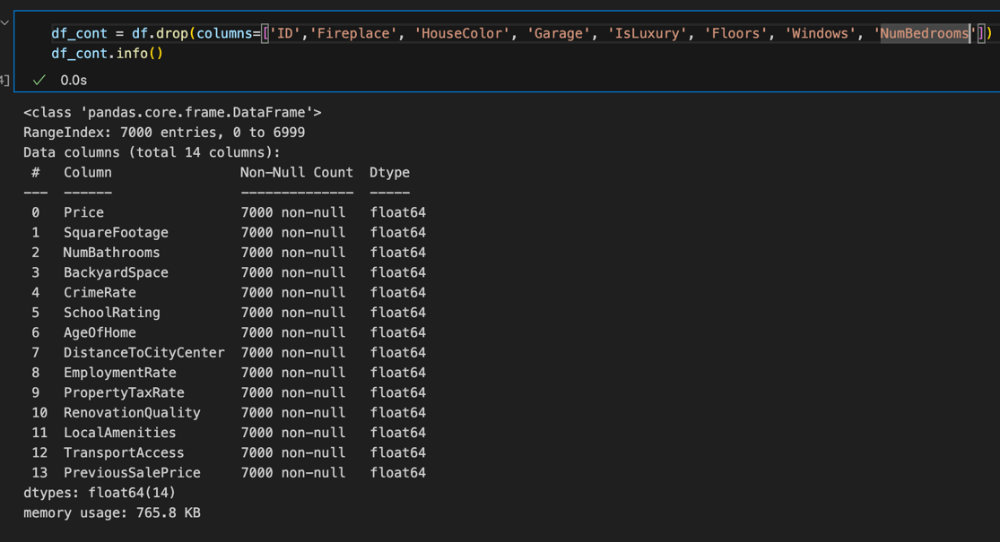 df_cont = df.drop(columns=['ID','Fireplace', 'HouseColor', 'Garage', 'IsLuxury', 'Floors', 'Windows', 'NumBedrooms'])
df_cont.info()
4]
0.0s
<class 'pandas.core.frame.DataFrame'>
RangeIndex: 7000 entries, 0 to 6999
Data columns (total 14 columns):
#   Column                Non-Null Count  Dtype
---  ------                --------------  -----
0   Price                 7000 non-null   float64
1   SquareFootage         7000 non-null   float64
2   NumBathrooms          7000 non-null   float64
3   BackyardSpace         7000 non-null   float64
4   CrimeRate             7000 non-null   float64
5   SchoolRating          7000 non-null   float64
6   AgeOfHome             7000 non-null   float64
7   DistanceToCityCenter  7000 non-null   float64
8   EmploymentRate        7000 non-null   float64
9   PropertyTaxRate       7000 non-null   float64
10  RenovationQuality     7000 non-null   float64
11  LocalAmenities        7000 non-null   float64
12  TransportAccess       7000 non-null   float64
13  PreviousSalePrice     7000 non-null   float64
dtypes: float64(14)
memory usage: 765.8 KB